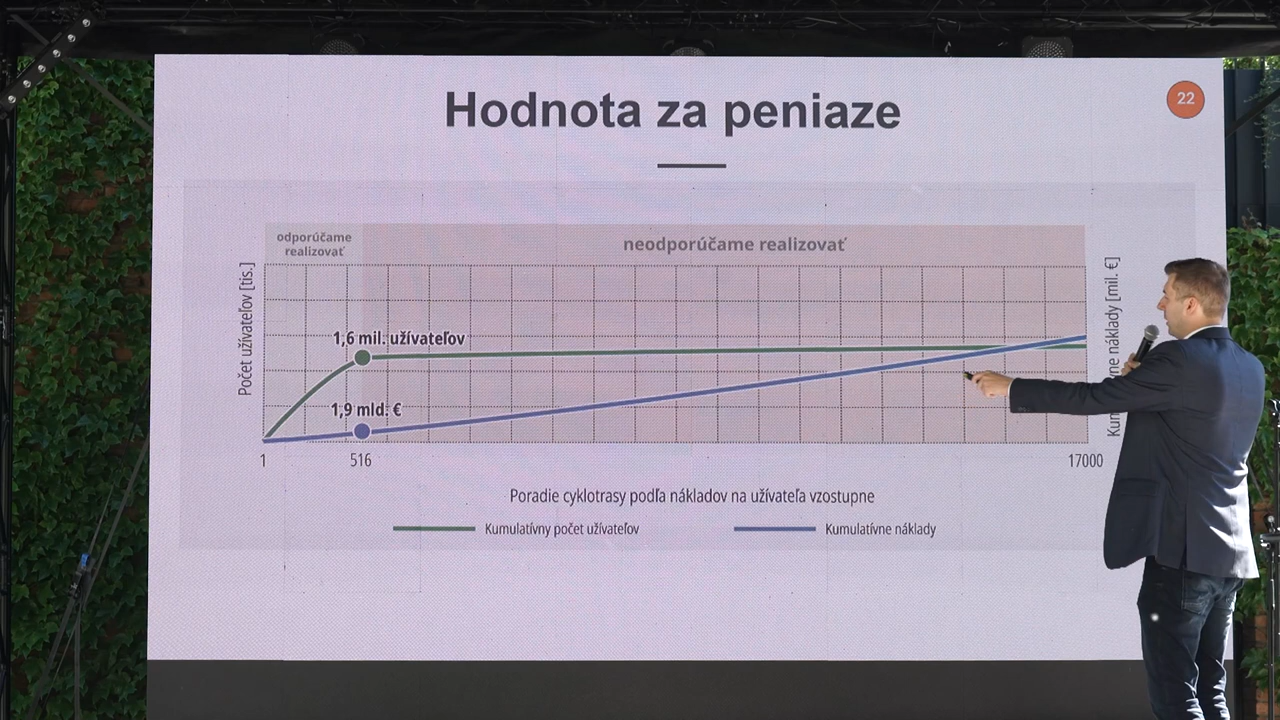 Hodnota za peniaze
22
odporúčame
realizovať
neodporúčame realizovať
Počet užívateľov [tis.]
1,6 mil. užívateľov
1,9 mld. €
náklady [mil. €]
1
516
17000
Poradie cyklotrasy podľa nákladov na užívateľa vzostupne
Kumulatívny počet užívateľov
Kumulatívne náklady